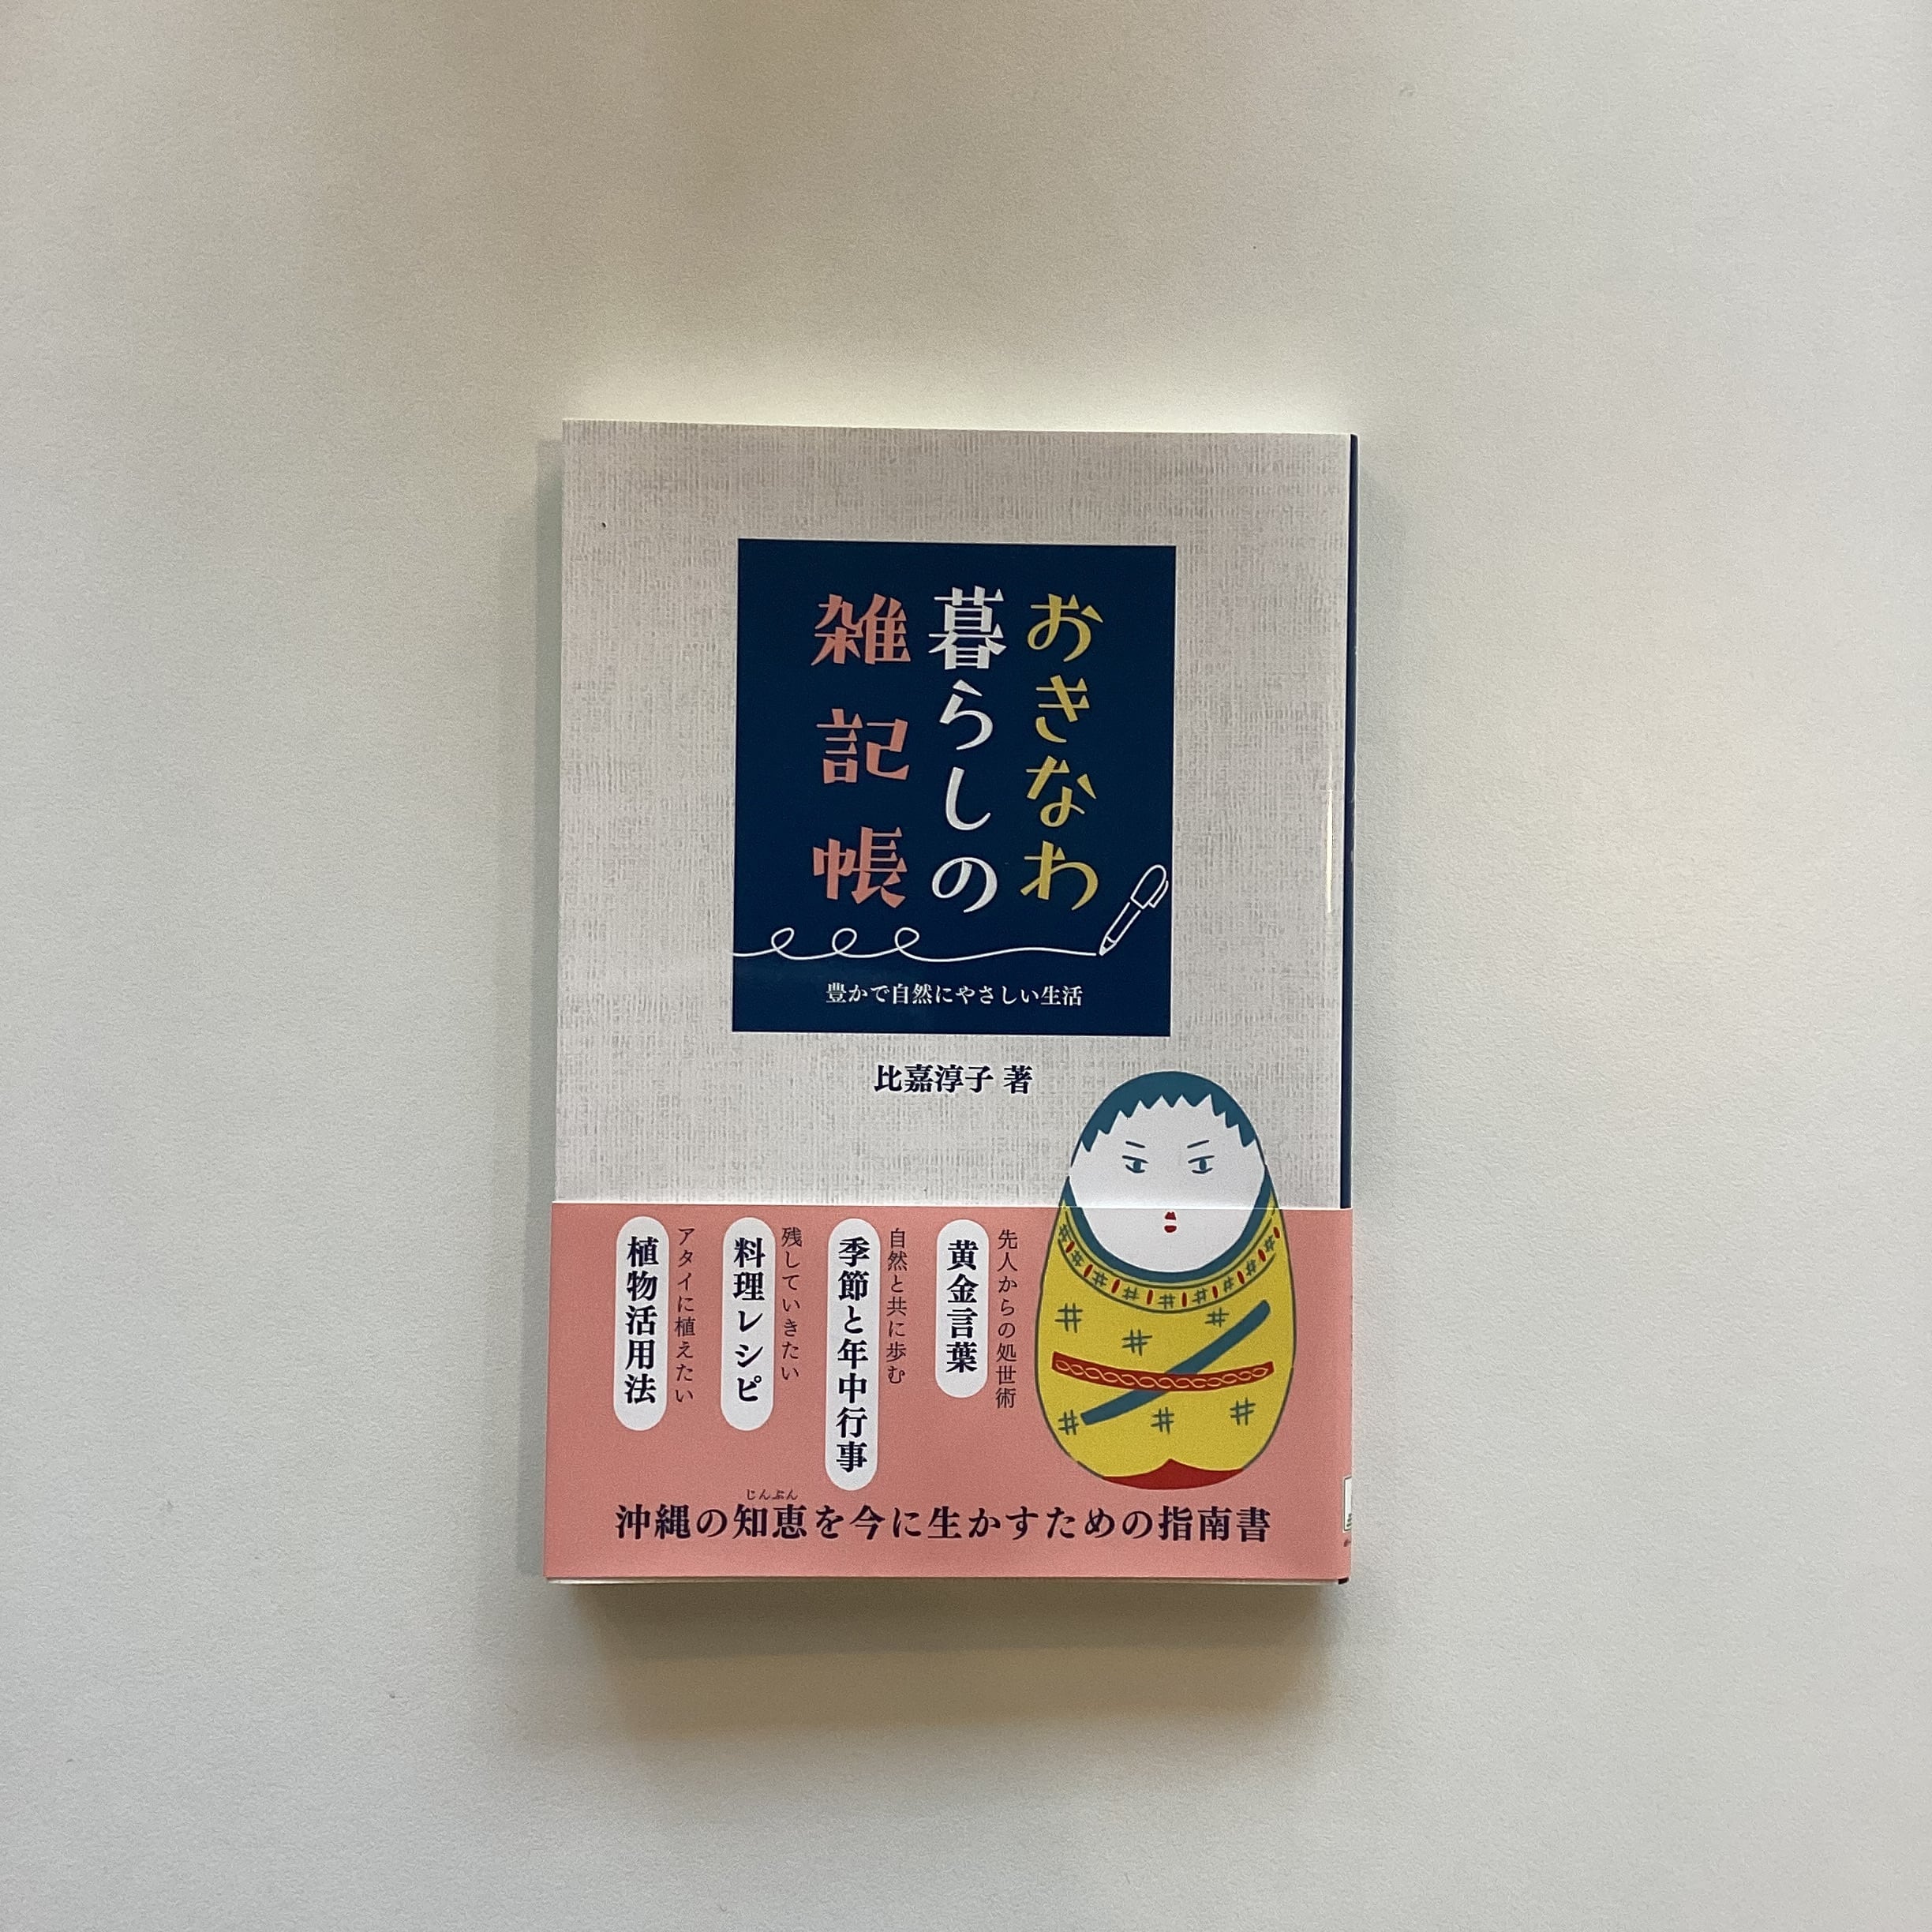 おきなわ
暮らしの
雑記帳
豊かで自然にやさしい生活
比嘉淳子 著
先人からの処世術
黄金言葉
自然と共に歩む
季節と年中行事
残していきたい
料理レシピ
アタイに植えたい
植物活用法
じんぶん
沖縄の知恵を今に生かすための指南書